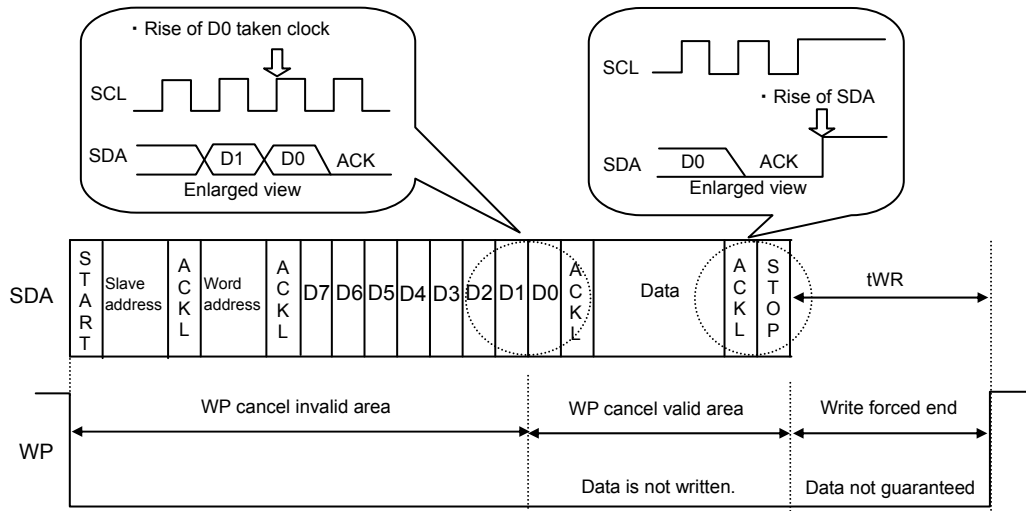 ・ Rise of D0 taken clock
SCL
SDA
D1
D0
ACK
Enlarged view
SCL
・ Rise of SDA
SDA
D0
ACK
Enlarged view
SDA
START
Slave address
ACKL
Word address
ACKL
D7
D6
D5
D4
D3
D2
D1
D0
ACKL
Data
ACKL
STOP
tWR
WP
WP cancel invalid area
WP cancel valid area
Write forced end
Data is not written.
Data not guaranteed